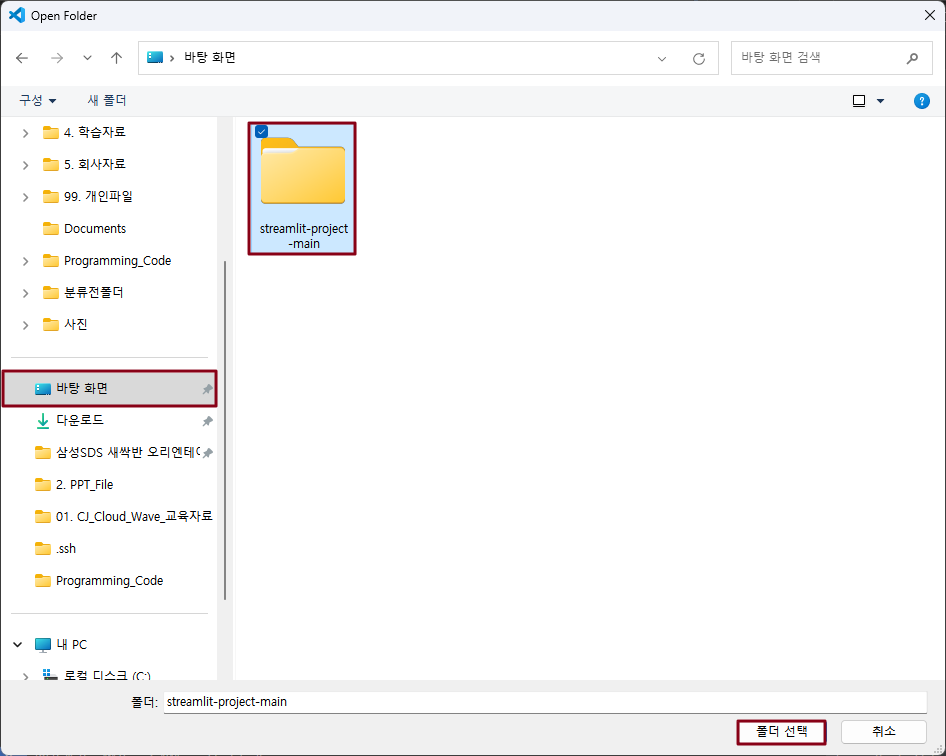 Open Folder
바탕 화면
바탕 화면 검색
구성
새 폴더
4. 학습자료
5. 회사자료
99. 개인파일
Documents
Programming_Code
분류전폴더
사진
바탕 화면
다운로드
삼성SDS 새싹반 오리엔테이
2. PPT_File
01. CJ_Cloud_Wave_교육자료
.ssh
Programming_Code
내 PC
로컬 디스크 (C:)
streamlit-project
-main
폴더:
streamlit-project-main
폴더 선택
취소